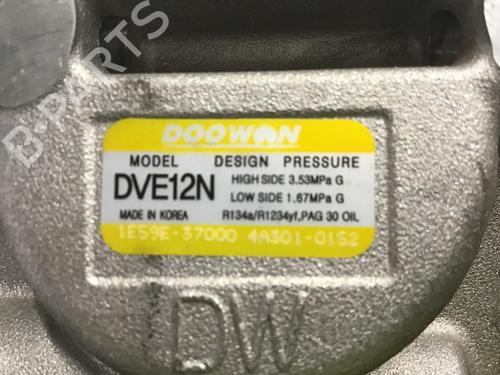 B-PARTS
DOOWON
MODEL DESIGN PRESSURE
DVE12N HIGH SIDE 3.53MPa G
LOW SIDE 1.67MPa G
MADE IN KOREA R134a/R1234yf,PAG 30 OIL
1E59E-37000 4A301-0152
DW